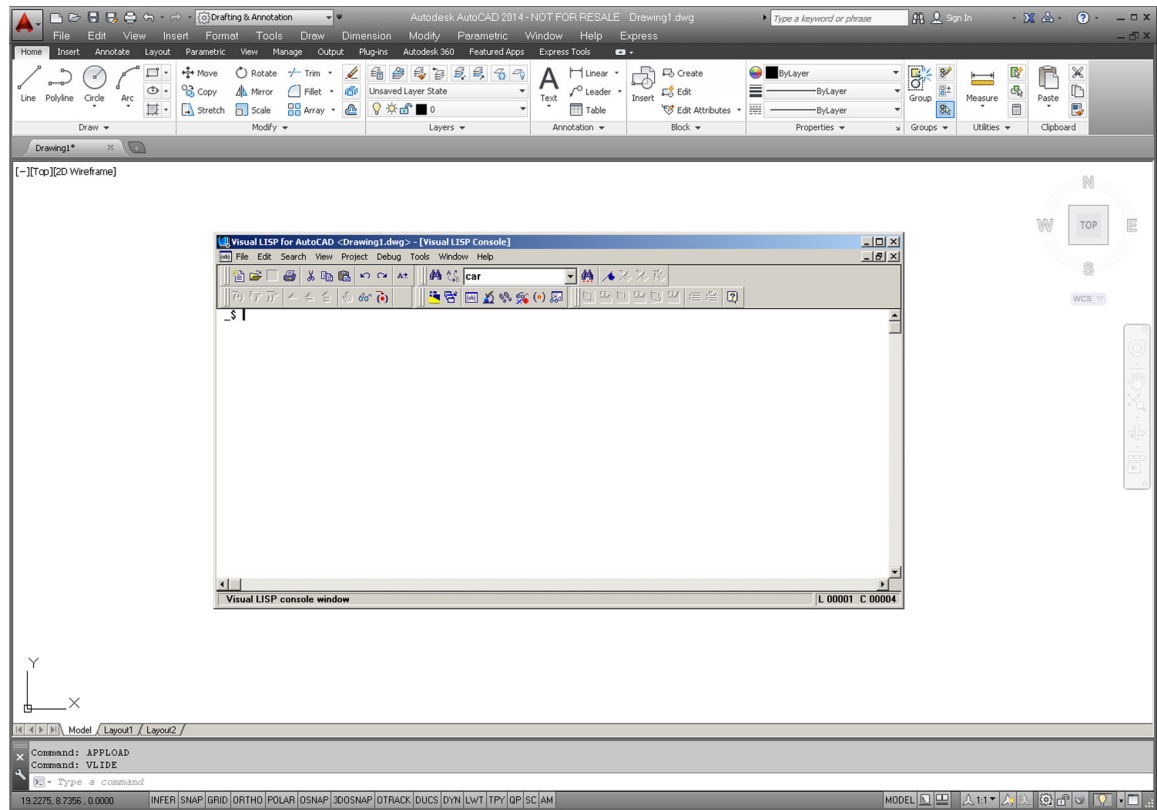 Drafting & Annotation Autodesk AutoCAD 2014 - NOT FOR RESALE Drawing1.dwg Type a keyword or phrase Sign In
File Edit View Insert Format Tools Draw Dimension Modify Parametric Window Help Express
Home Insert Annotate Layout Parametric View Manage Output Plug-ins Autodesk 360 Featured Apps Express Tools
Move Rotate Trim Linear Create ByLayer
Line Polyline Circle Arc Copy Mirror Fillet Unsaved Layer State Text Leader Insert Edit ByLayer Group Measure Paste
Stretch Scale Array 0 Table Edit Attributes ByLayer
Draw Modify Layers Annotation Block Properties Groups Utilities Clipboard
Drawing1*
[-][Top][2D Wireframe]
N
W TOP E
S
WCS
Visual LISP for AutoCAD <Drawing1.dwg> - [Visual LISP Console]
File Edit Search View Project Debug Tools Window Help
car
_$
Visual LISP console window L 00001 C 00004
Y
X
Model Layout1 Layout2
Command: APPLOAD
Command: VLIDE
Type a command
19.2275, 8.7356 , 0.0000 INFER SNAP GRID ORTHO POLAR OSNAP 3DOSNAP OTRACK DUCS DYN LWT TPY QP SC AM MODEL 1:1